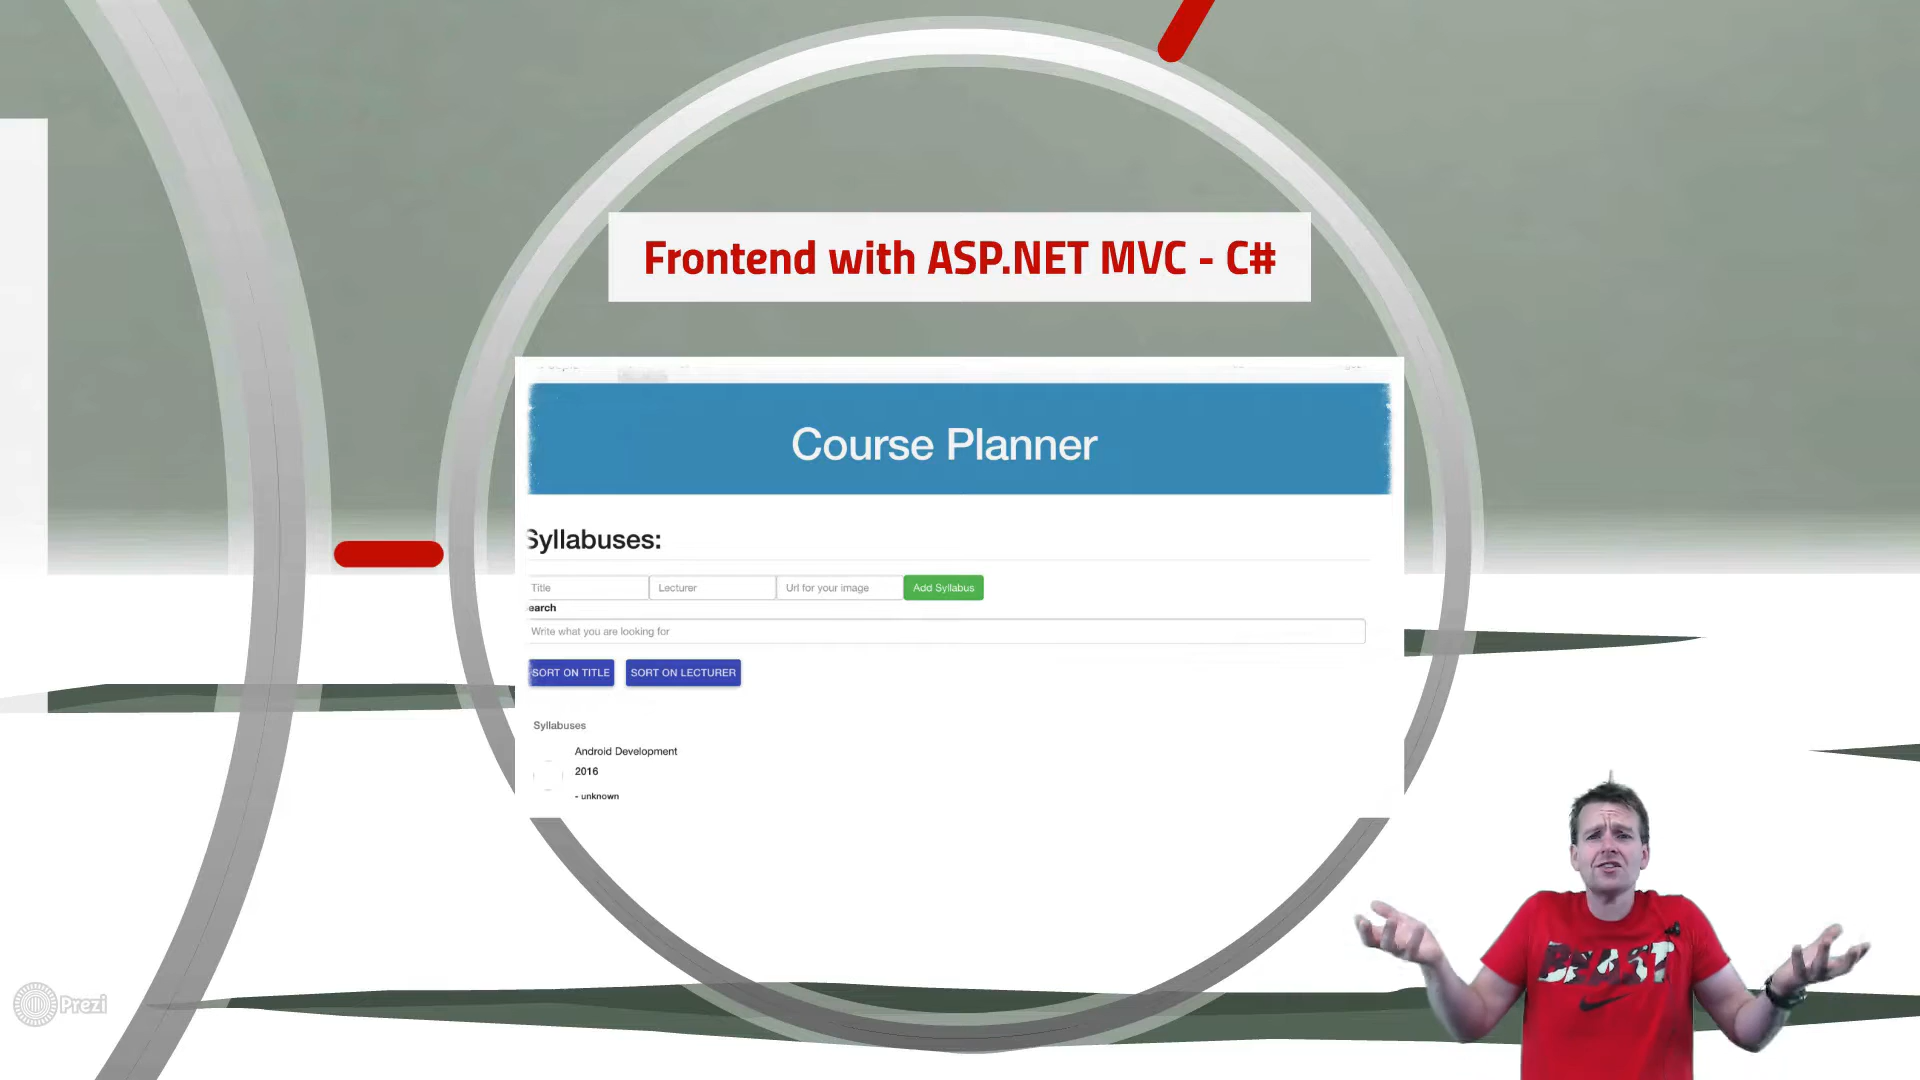 Frontend with ASP.NET MVC - C#
Course Planner
Syllabuses:
Title Lecturer Url for your image Add Syllabus
earch
Write what you are looking for
SORT ON TITLE SORT ON LECTURER
Syllabuses
Android Development
2016
- unknown
BEAST
Prezi